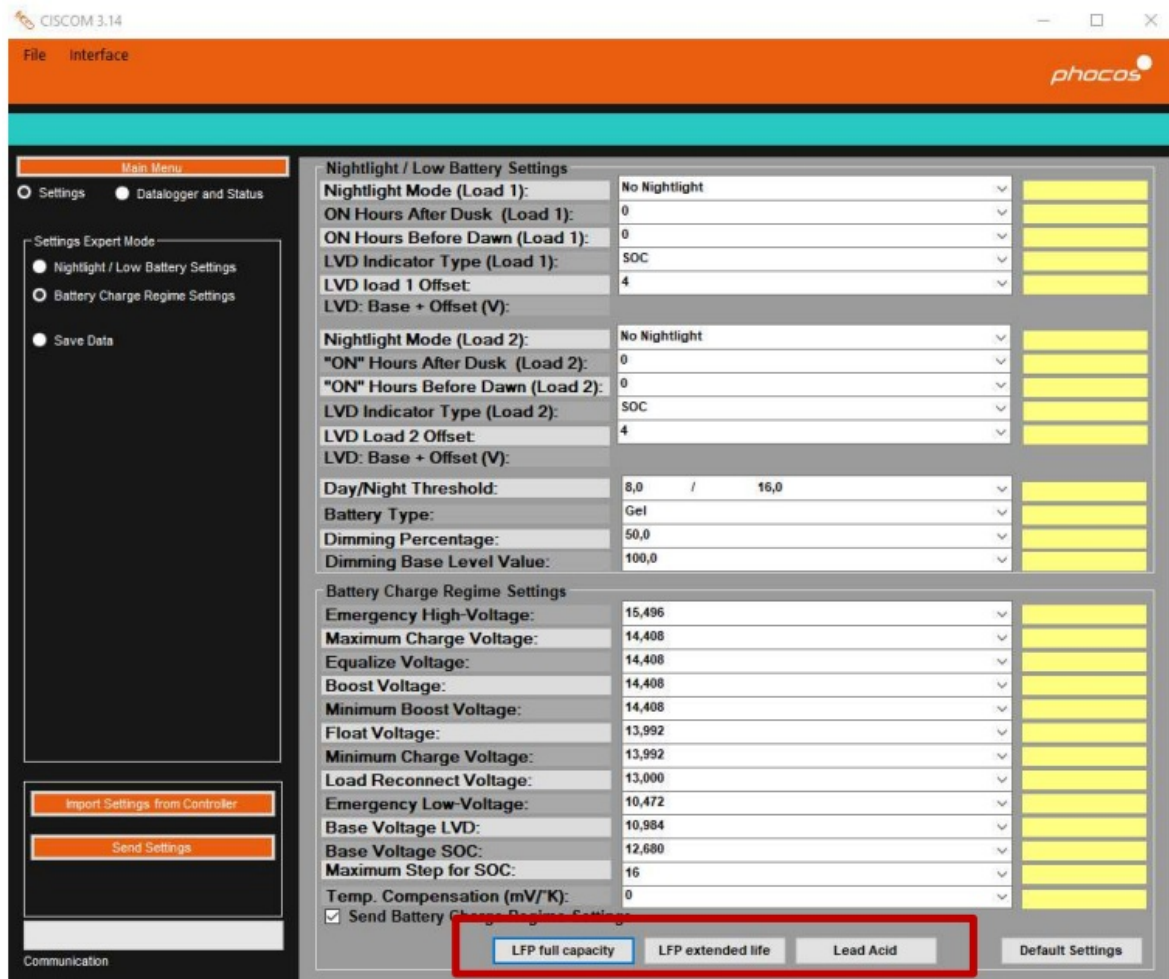 CISCOM 3.14
File Interface
phocos
Main Menu
Settings Datalogger and Status
Settings Expert Mode
Nightlight / Low Battery Settings
Battery Charge Regime Settings
Save Data
Import Settings from Controller
Send Settings
Communication
Nightlight / Low Battery Settings
Nightlight Mode (Load 1): No Nightlight
ON Hours After Dusk (Load 1): 0
ON Hours Before Dawn (Load 1): 0
LVD Indicator Type (Load 1): SOC
LVD load 1 Offset: 4
LVD: Base + Offset (V):
Nightlight Mode (Load 2): No Nightlight
"ON" Hours After Dusk (Load 2): 0
"ON" Hours Before Dawn (Load 2): 0
LVD Indicator Type (Load 2): SOC
LVD Load 2 Offset: 4
LVD: Base + Offset (V):
Day/Night Threshold: 8,0 / 16,0
Battery Type: Gel
Dimming Percentage: 50,0
Dimming Base Level Value: 100,0
Battery Charge Regime Settings
Emergency High-Voltage: 15,496
Maximum Charge Voltage: 14,408
Equalize Voltage: 14,408
Boost Voltage: 14,408
Minimum Boost Voltage: 14,408
Float Voltage: 13,992
Minimum Charge Voltage: 13,992
Load Reconnect Voltage: 13,000
Emergency Low-Voltage: 10,472
Base Voltage LVD: 10,984
Base Voltage SOC: 12,680
Maximum Step for SOC: 16
Temp. Compensation (mV/°K): 0
Send Battery Charge Regime Settings
LFP full capacity LFP extended life Lead Acid Default Settings